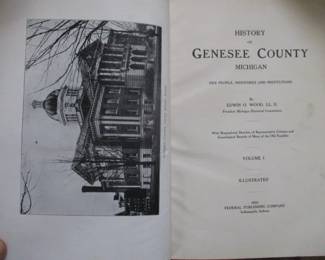 HISTORY
OF
GENESEE COUNTY
MICHIGAN
HER PEOPLE, INDUSTRIES AND INSTITUTIONS
BY
EDWIN O. WOOD, LL. D.
President Michigan Historical Commission
With Biographical Sketches of Representative Citizens and
Genealogical Records of Many of the Old Families
VOLUME I
ILLUSTRATED
1916
FEDERAL PUBLISHING COMPANY
Indianapolis, Indiana